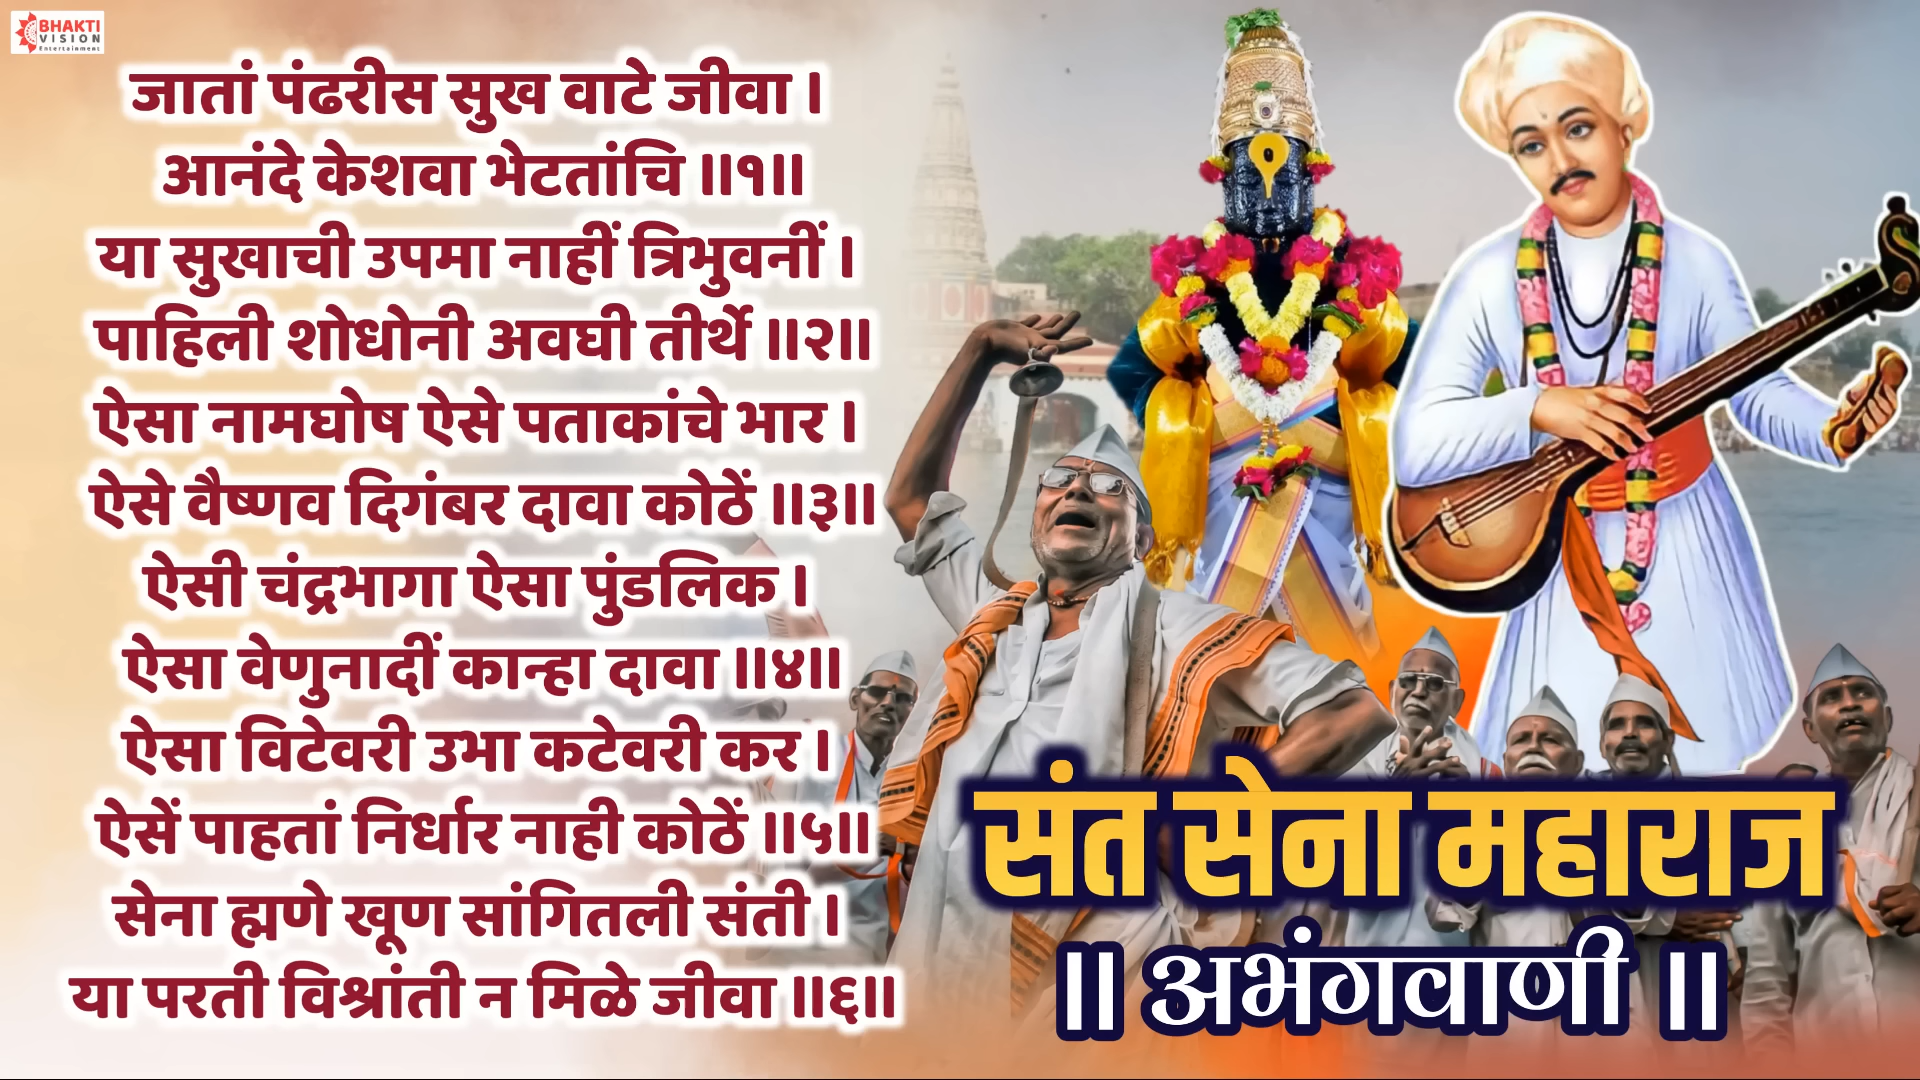 BHAKTI
VISION
Entertainment
जातां पंढरीस सुख वाटे जीवा ।
आनंदे केशवा भेटतांचि ॥१॥
या सुखाची उपमा नाहीं त्रिभुवनीं ।
पाहिली शोधोनी अवघी तीर्थे ॥२॥
ऐसा नामघोष ऐसे पताकांचे भार ।
ऐसे वैष्णव दिगंबर दावा कोठें ॥३॥
ऐसी चंद्रभागा ऐसा पुंडलिक ।
ऐसा वेणुनादीं कान्हा दावा ॥४॥
ऐसा विटेवरी उभा कटेवरी कर ।
ऐसें पाहतां निर्धार नाही कोठें ॥५॥
सेना ह्मणे खूण सांगितली संती ।
या परती विश्रांती न मिळे जीवा ॥६॥
संत सेना महाराज
॥ अभंगवाणी ॥